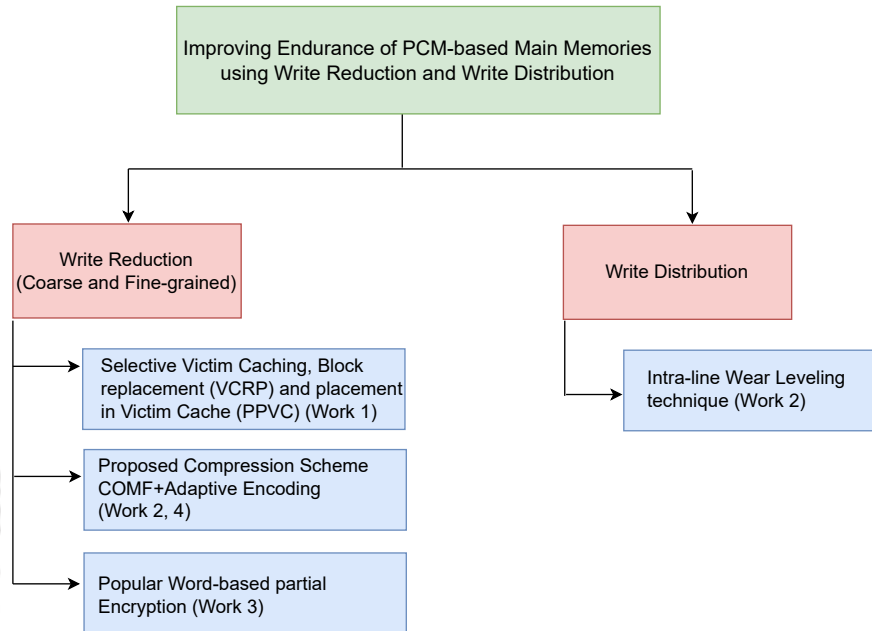 Improving Endurance of PCM-based Main Memories
using Write Reduction and Write Distribution
Write Reduction
(Coarse and Fine-grained)
Write Distribution
Selective Victim Caching, Block
replacement (VCRP) and placement
in Victim Cache (PPVC) (Work 1)
Intra-line Wear Leveling
technique (Work 2)
Proposed Compression Scheme
COMF+Adaptive Encoding
(Work 2, 4)
Popular Word-based partial
Encryption (Work 3)